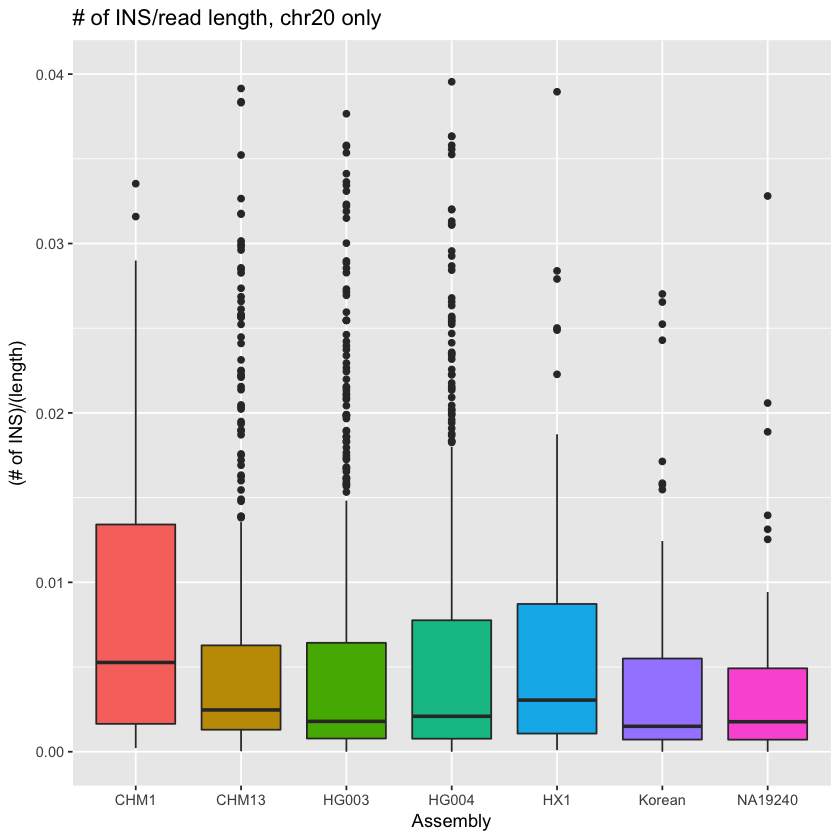 # of INS/read length, chr20 only
(# of INS)/(length)
0.04
0.03
0.02
0.01
0.00
CHM1 CHM13 HG003 HG004 HX1 Korean NA19240
Assembly